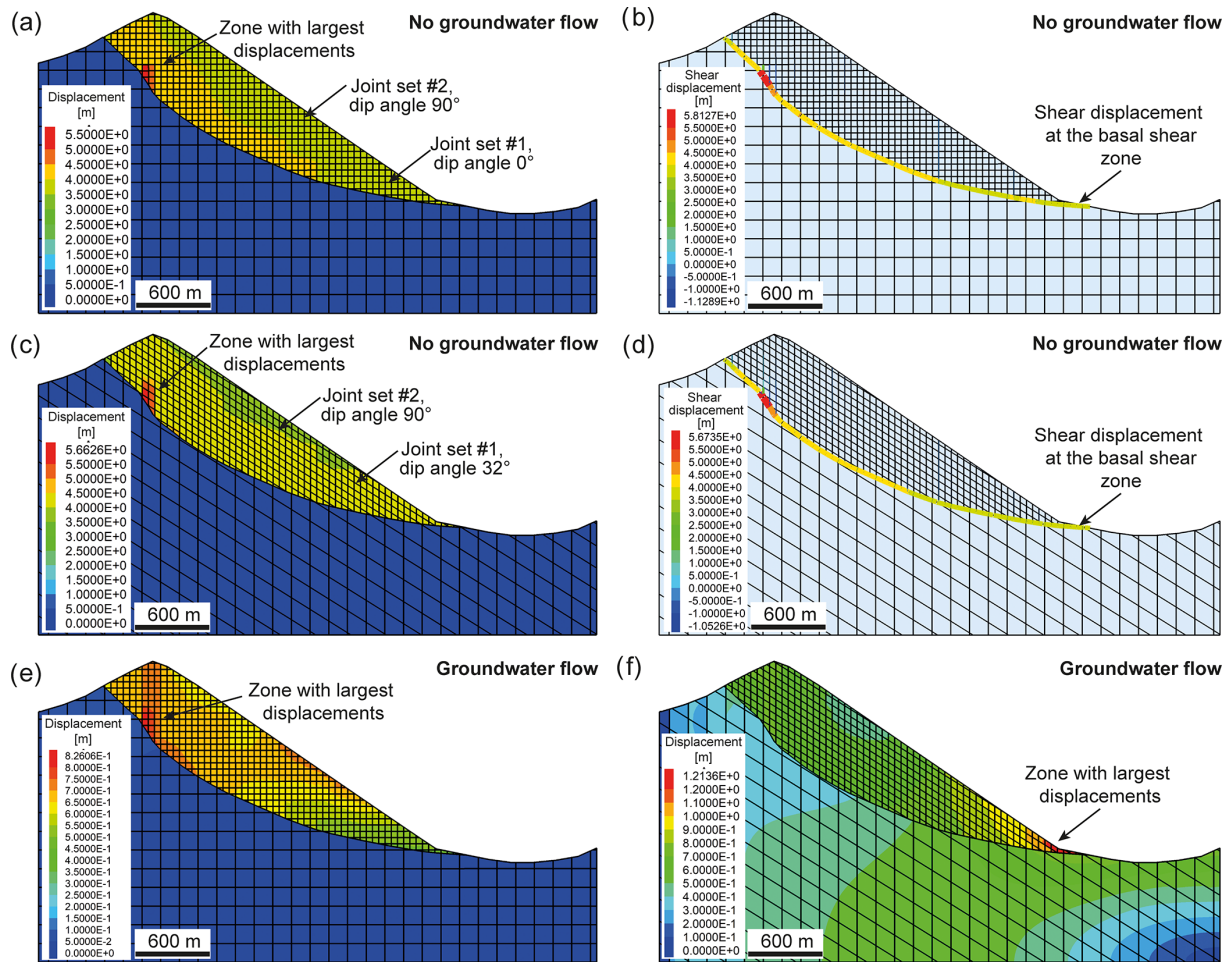 (a)
No groundwater flow
Zone with largest
displacements
Joint set #2,
dip angle 90°
Joint set #1,
dip angle 0°
Displacement
[m]
5.5000E+0
5.0000E+0
4.5000E+0
4.0000E+0
3.5000E+0
3.0000E+0
2.5000E+0
2.0000E+0
1.5000E+0
1.0000E+0
5.0000E-1
0.0000E+0
600 m
(b)
No groundwater flow
Shear
displacement
[m]
5.8127E+0
5.5000E+0
5.0000E+0
4.5000E+0
4.0000E+0
3.5000E+0
3.0000E+0
2.5000E+0
2.0000E+0
1.5000E+0
1.0000E+0
5.0000E-1
0.0000E+0
-5.0000E-1
-1.0000E+0
-1.1289E+0
Shear displacement
at the basal shear
zone
600 m
(c)
No groundwater flow
Zone with largest
displacements
Joint set #2,
dip angle 90°
Joint set #1,
dip angle 32°
Displacement
[m]
5.6626E+0
5.5000E+0
5.0000E+0
4.5000E+0
4.0000E+0
3.5000E+0
3.0000E+0
2.5000E+0
2.0000E+0
1.5000E+0
1.0000E+0
5.0000E-1
0.0000E+0
600 m
(d)
No groundwater flow
Shear
displacement
[m]
5.6735E+0
5.5000E+0
5.0000E+0
4.5000E+0
4.0000E+0
3.5000E+0
3.0000E+0
2.5000E+0
2.0000E+0
1.5000E+0
1.0000E+0
5.0000E-1
0.0000E+0
-5.0000E-1
-1.0000E+0
-1.0526E+0
Shear displacement
at the basal shear
zone
600 m
(e)
Groundwater flow
Zone with largest
displacements
Displacement
[m]
8.2606E-1
8.0000E-1
7.5000E-1
6.5000E-1
6.0000E-1
5.5000E-1
5.0000E-1
4.5000E-1
4.0000E-1
3.5000E-1
3.0000E-1
2.5000E-1
2.0000E-1
1.5000E-1
1.0000E-1
5.0000E-2
0.0000E+0
600 m
(f)
Groundwater flow
Displacement
[m]
1.2136E+0
1.2000E+0
1.1000E+0
1.0000E+0
9.0000E-1
8.0000E-1
7.0000E-1
6.0000E-1
5.0000E-1
4.0000E-1
3.0000E-1
2.0000E-1
1.0000E-1
0.0000E+0
Zone with largest
displacements
600 m